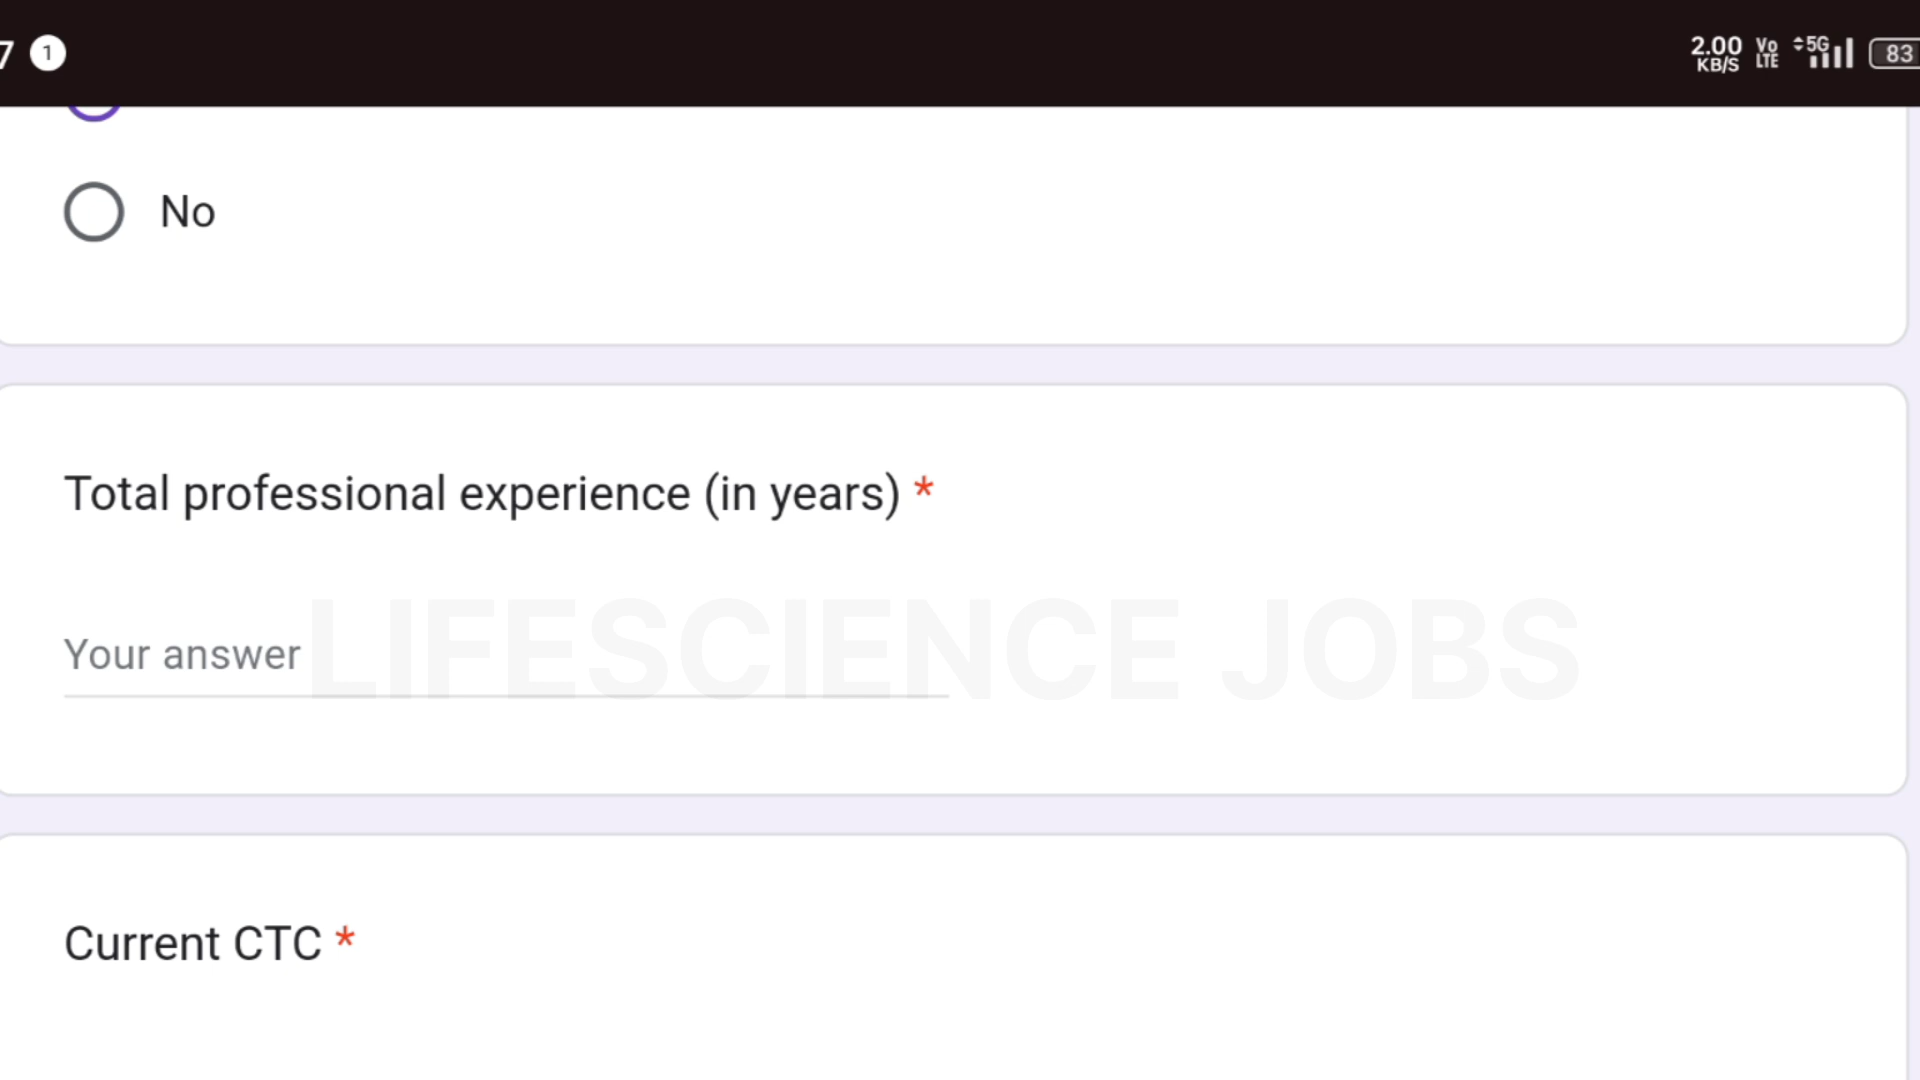 7 1
2.00 KB/S Vo LTE 5G 83
No
Total professional experience (in years) *
Your answer
LIFESCIENCE JOBS
Current CTC *